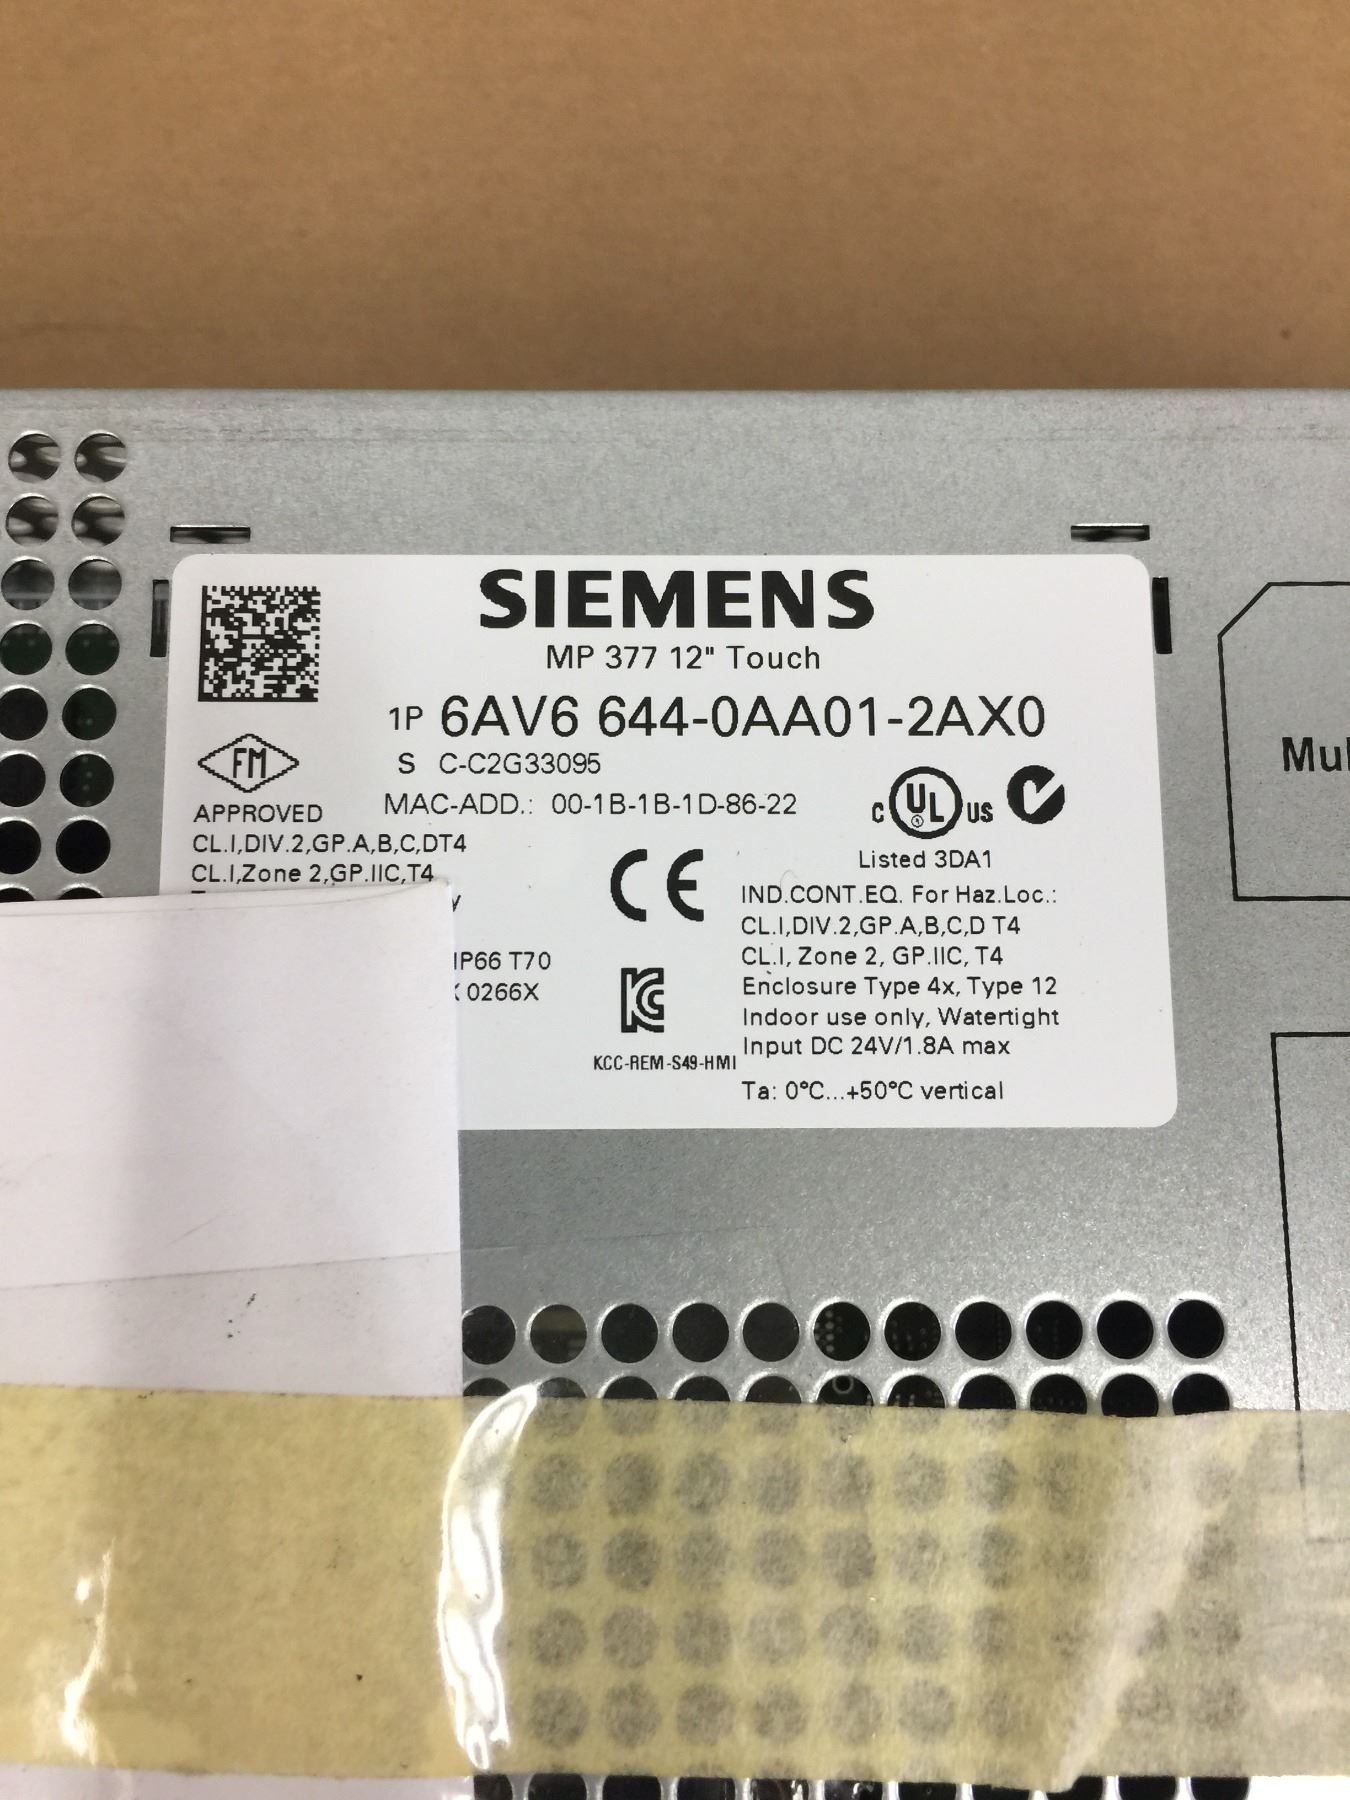 SIEMENS
MP 377 12" Touch
1P 6AV6 644-0AA01-2AX0
S C-C2G33095
MAC-ADD.: 00-1B-1B-1D-86-22
FM
APPROVED
CL.I,DIV.2,GP.A,B,C,DT4
CL.I,Zone 2,GP.IIC,T4
IP66 T70
0266X
CE
KCC-REM-S49-HMI
C UL US
Listed 3DA1
IND.CONT.EQ. For Haz.Loc.:
CL.I,DIV.2,GP.A,B,C,D T4
CL.I, Zone 2, GP.IIC, T4
Enclosure Type 4x, Type 12
Indoor use only, Watertight
Input DC 24V/1.8A max
Ta: 0°C...+50°C vertical
Mul